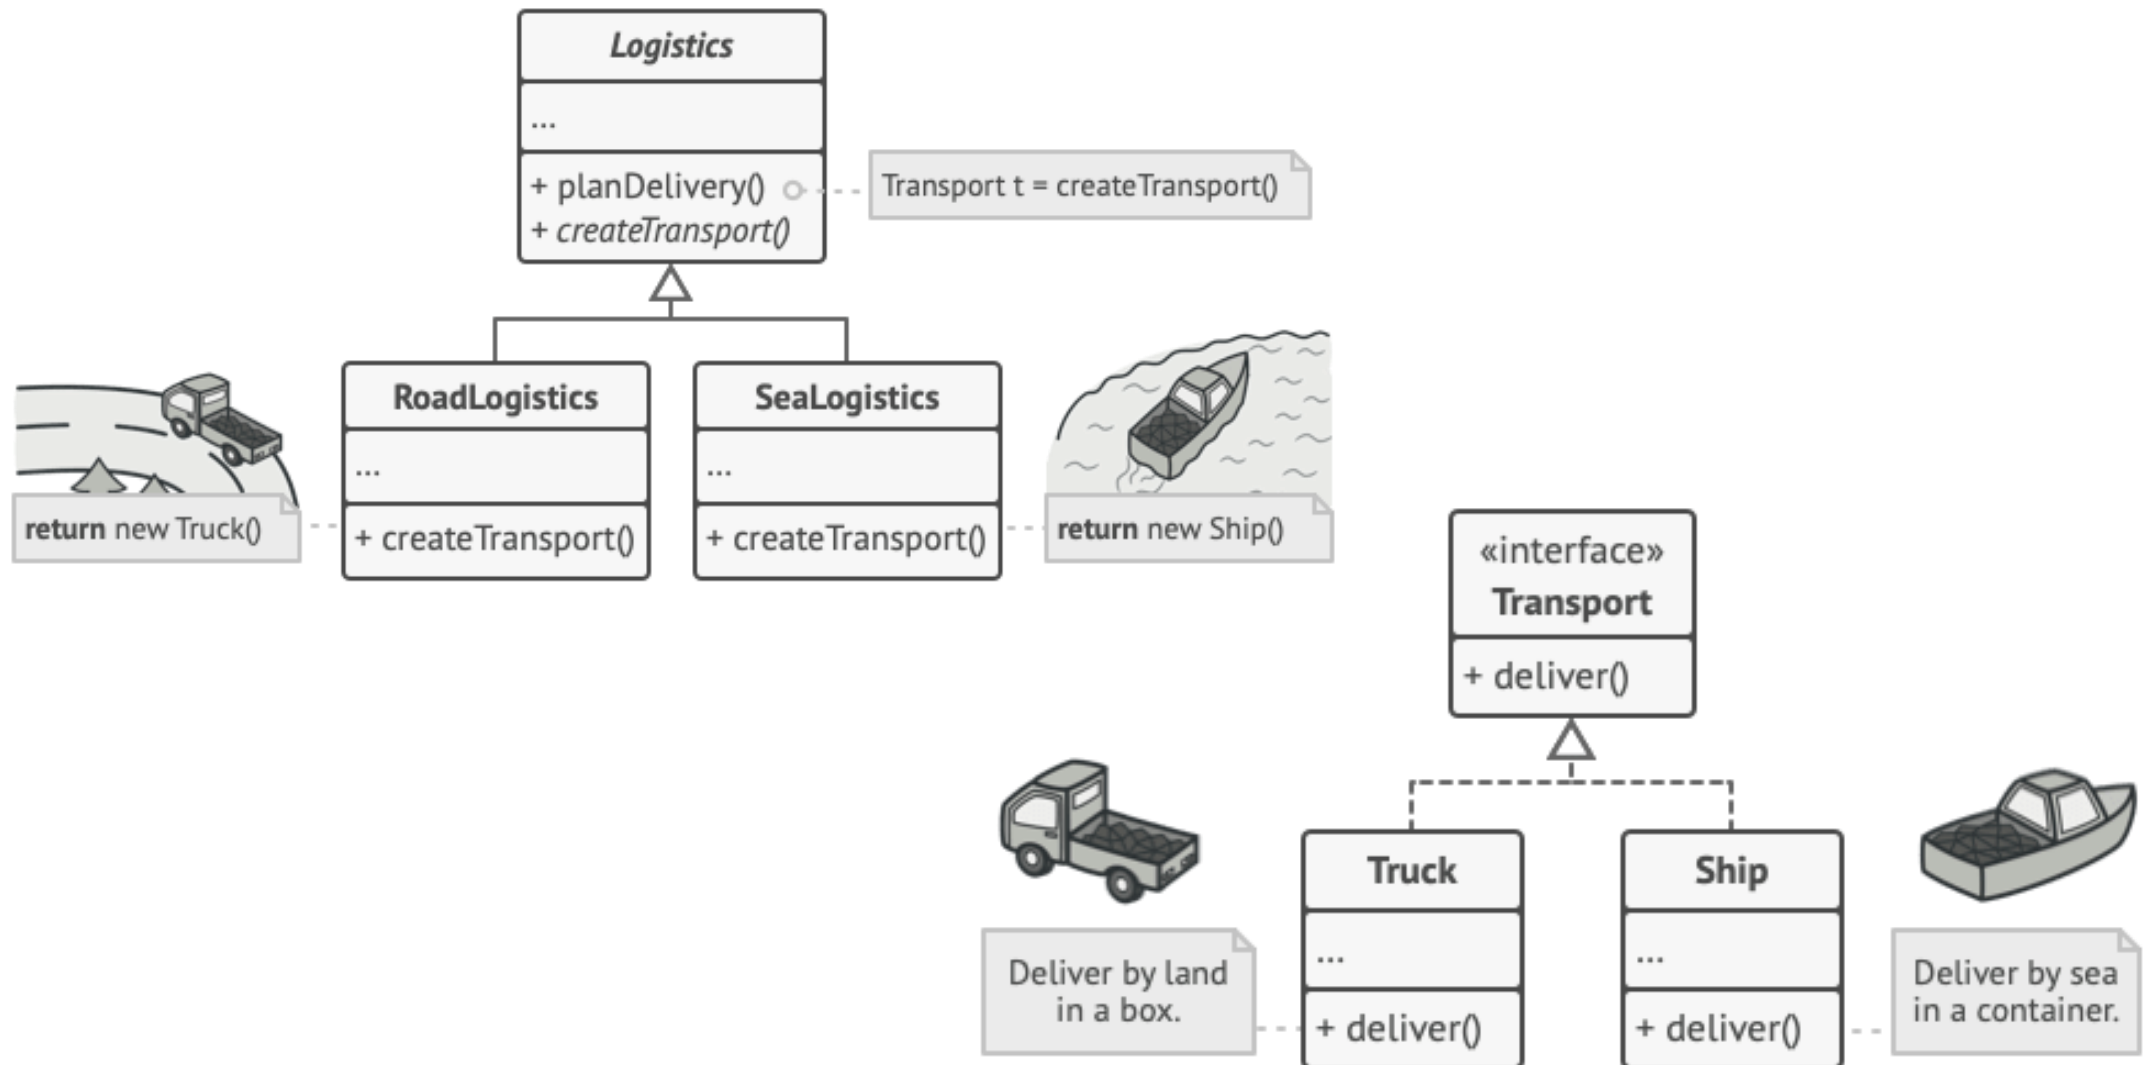 Logistics
...
+ planDelivery()
+ createTransport()
Transport t = createTransport()
RoadLogistics
...
+ createTransport()
return new Truck()
SeaLogistics
...
+ createTransport()
return new Ship()
«interface»
Transport
+ deliver()
Truck
...
+ deliver()
Deliver by land
in a box.
Ship
...
+ deliver()
Deliver by sea
in a container.